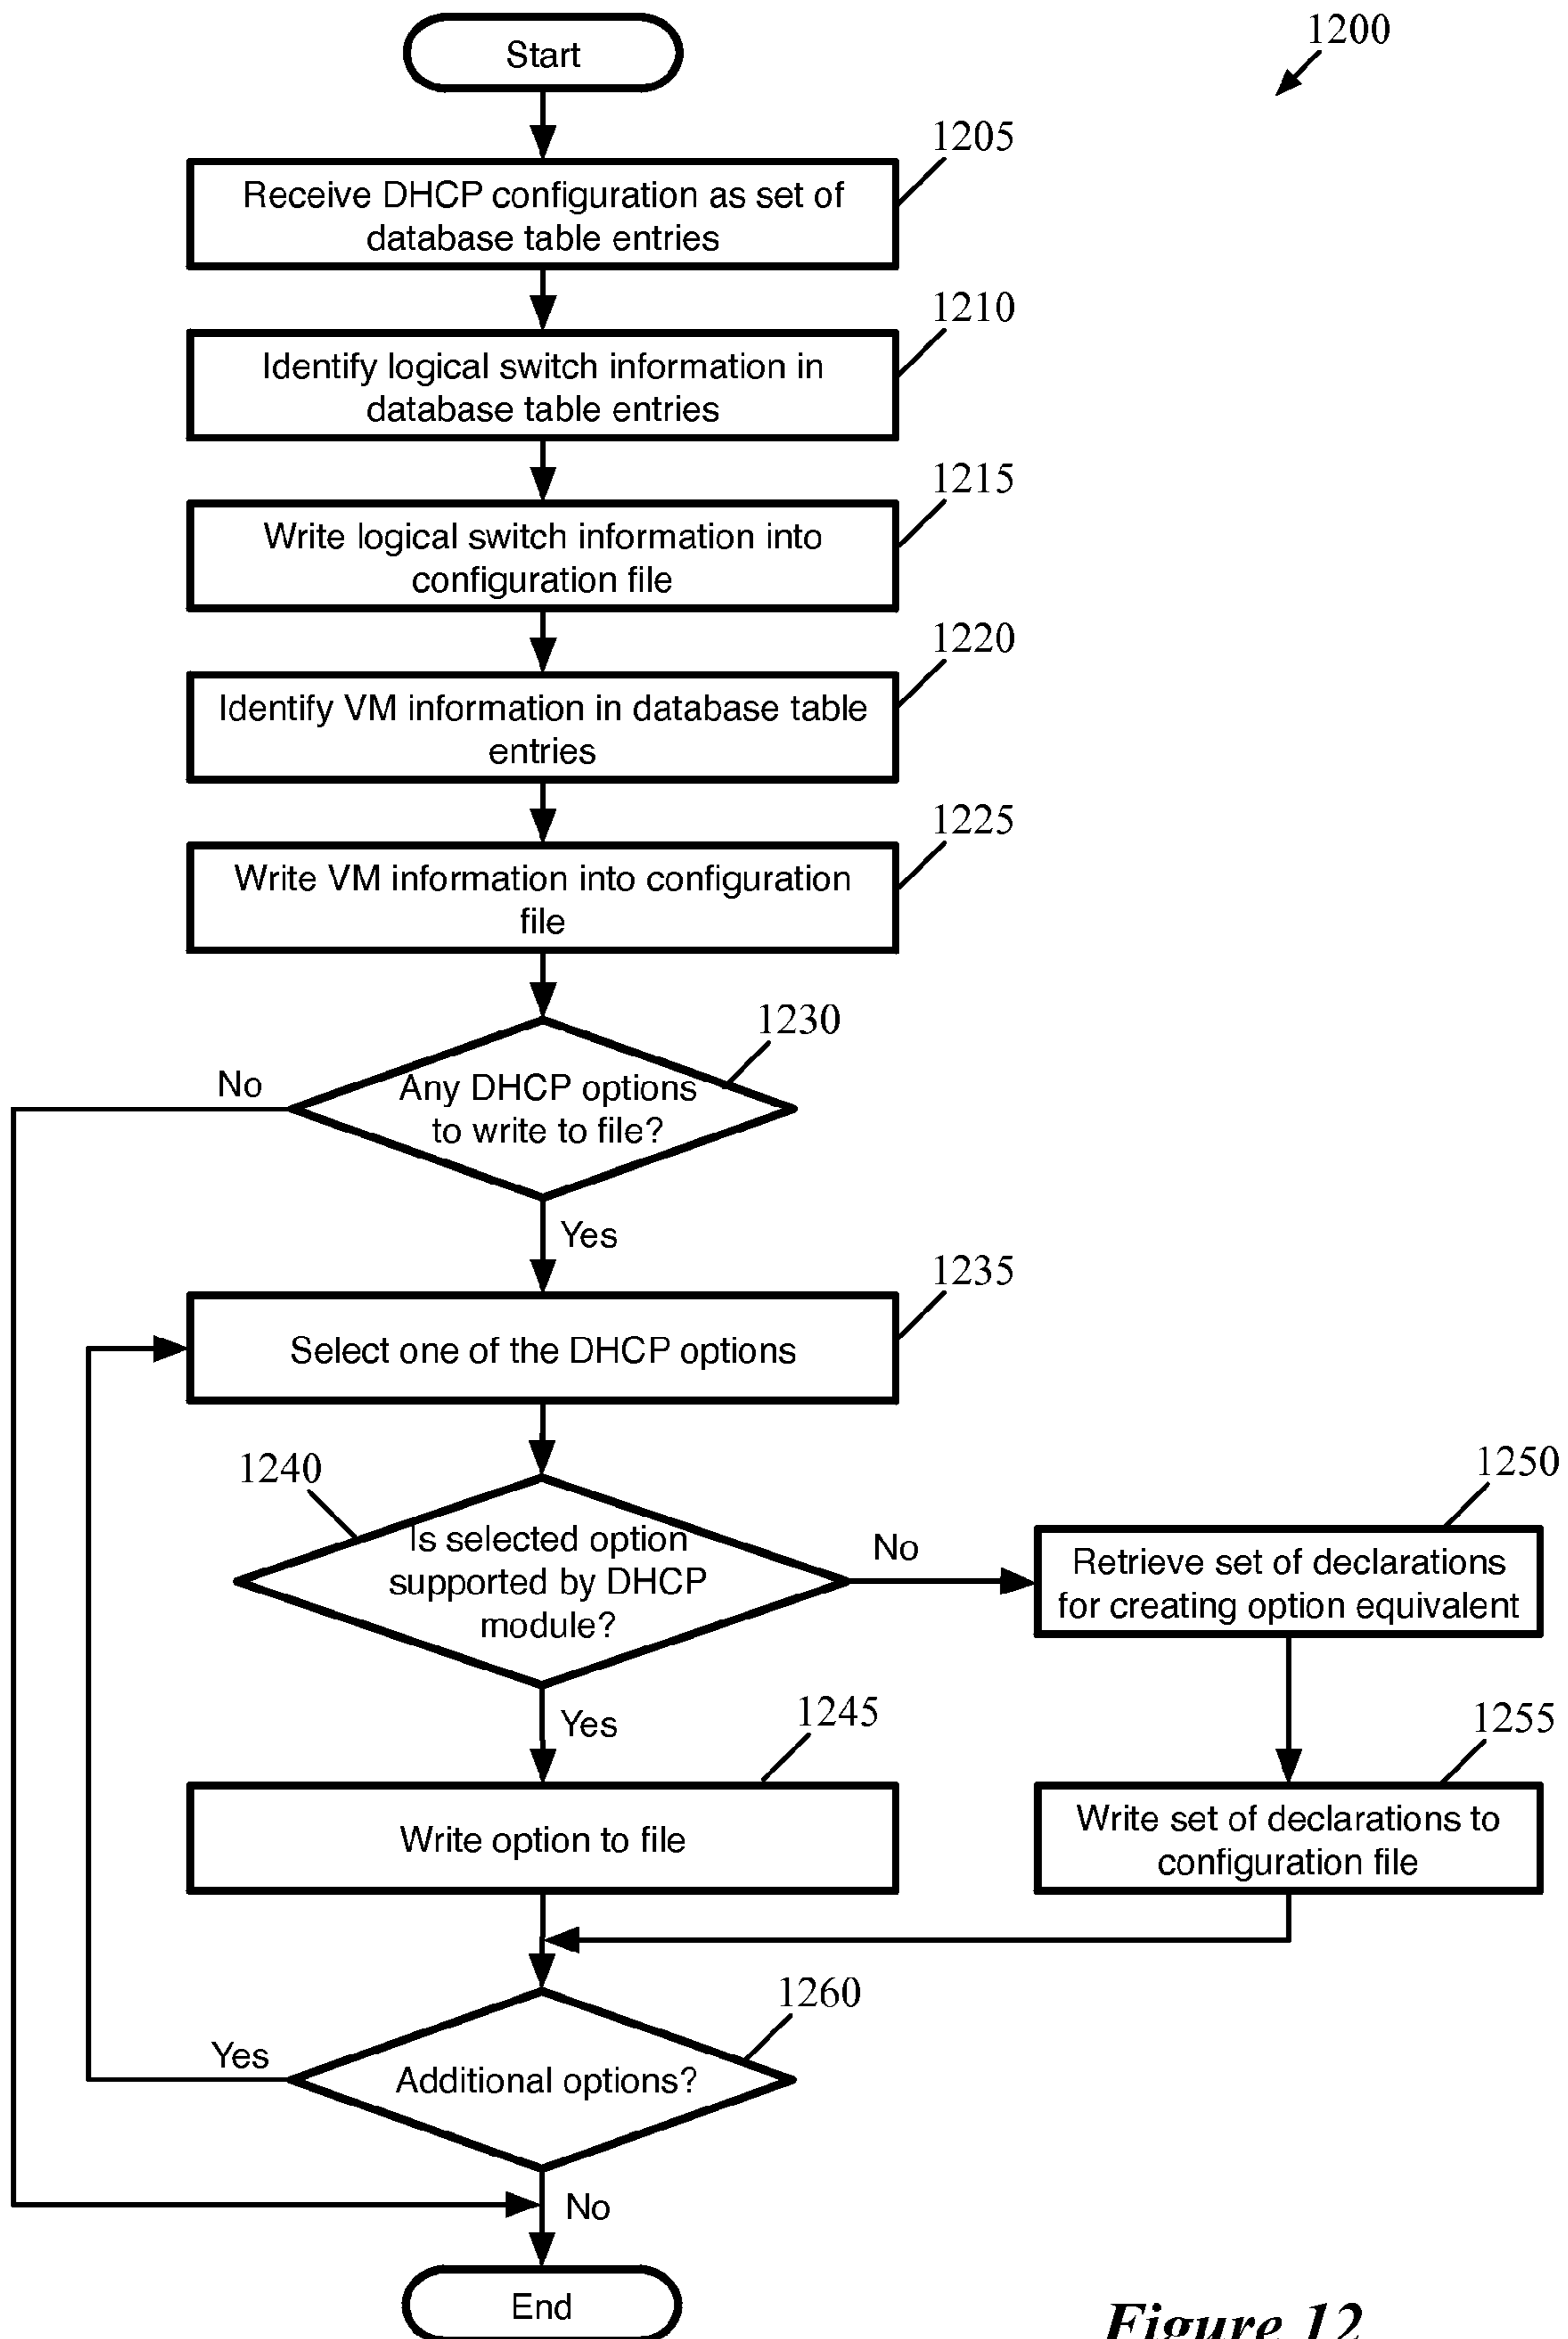 1200
Start
1205
Receive DHCP configuration as set of
database table entries
1210
Identify logical switch information in
database table entries
1215
Write logical switch information into
configuration file
1220
Identify VM information in database table
entries
1225
Write VM information into configuration
file
1230
No
Any DHCP options
to write to file?
Yes
1235
Select one of the DHCP options
1240
Is selected option
supported by DHCP
module?
No
1250
Retrieve set of declarations
for creating option equivalent
Yes
1245
Write option to file
1255
Write set of declarations to
configuration file
1260
Yes
Additional options?
No
End
Figure 12